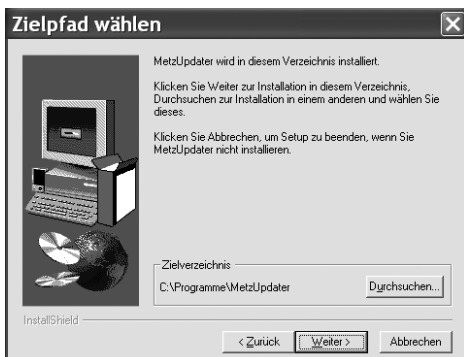 Zielpfad wählen
MetzUpdater wird in diesem Verzeichnis installiert.
Klicken Sie Weiter zur Installation in diesem Verzeichnis,
Durchsuchen zur Installation in einem anderen und wählen Sie
dieses.
Klicken Sie Abbrechen, um Setup zu beenden, wenn Sie
MetzUpdater nicht installieren.
Zielverzeichnis
C:\Programme\MetzUpdater
Durchsuchen...
InstallShield
< Zurück Weiter > Abbrechen